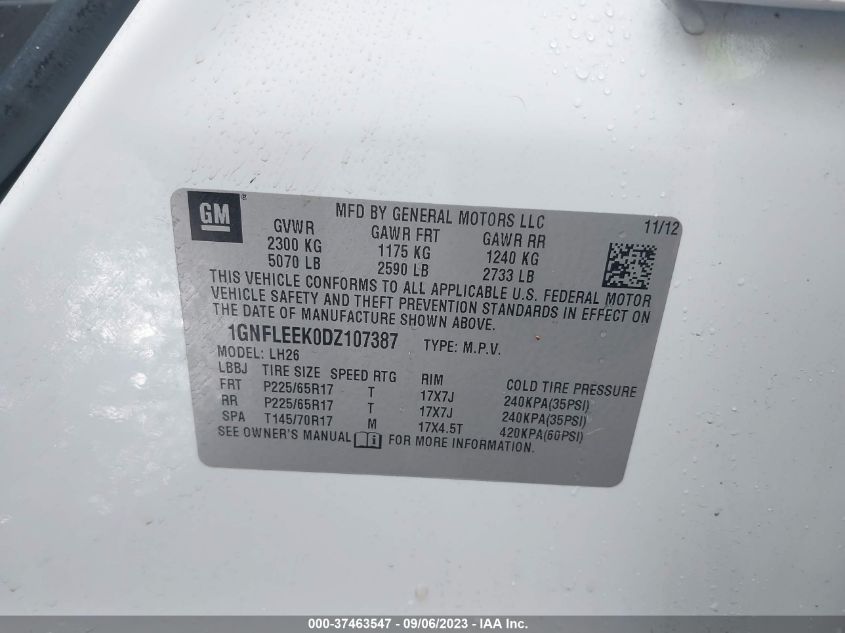 GM ®
MFD BY GENERAL MOTORS LLC 11/12
GVWR GAWR FRT GAWR RR
2300 KG 1175 KG 1240 KG
5070 LB 2590 LB 2733 LB
THIS VEHICLE CONFORMS TO ALL APPLICABLE U.S. FEDERAL MOTOR
VEHICLE SAFETY AND THEFT PREVENTION STANDARDS IN EFFECT ON
THE DATE OF MANUFACTURE SHOWN ABOVE.
1GNFLEEK0DZ107387 TYPE: M.P.V.
MODEL: LH26
LBBJ TIRE SIZE SPEED RTG RIM COLD TIRE PRESSURE
FRT P225/65R17 T 17X7J 240KPA(35PSI)
RR P225/65R17 T 17X7J 240KPA(35PSI)
SPA T145/70R17 M 17X4.5T 420KPA(60PSI)
SEE OWNER'S MANUAL i FOR MORE INFORMATION.
000-37463547 - 09/06/2023 - IAA Inc.